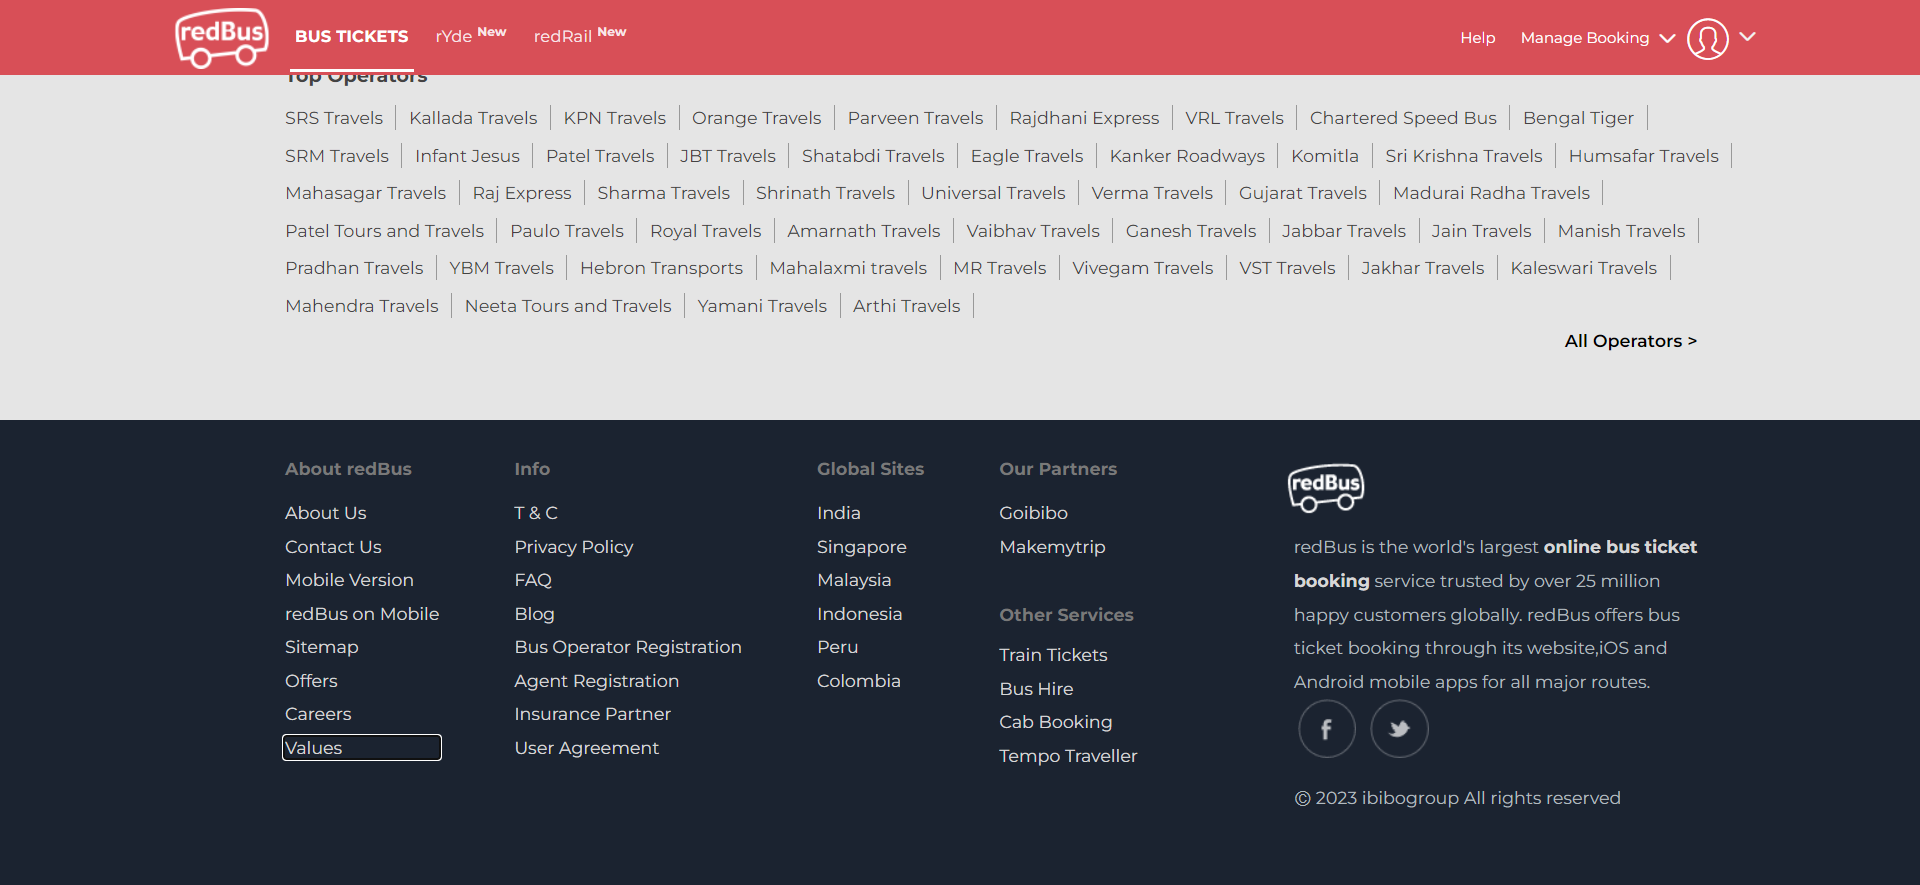 redBus
BUS TICKETS rYde New redRail New
Help Manage Booking
Top Operators
SRS Travels Kallada Travels KPN Travels Orange Travels Parveen Travels Rajdhani Express VRL Travels Chartered Speed Bus Bengal Tiger
SRM Travels Infant Jesus Patel Travels JBT Travels Shatabdi Travels Eagle Travels Kanker Roadways Komitla Sri Krishna Travels Humsafar Travels
Mahasagar Travels Raj Express Sharma Travels Shrinath Travels Universal Travels Verma Travels Gujarat Travels Madurai Radha Travels
Patel Tours and Travels Paulo Travels Royal Travels Amarnath Travels Vaibhav Travels Ganesh Travels Jabbar Travels Jain Travels Manish Travels
Pradhan Travels YBM Travels Hebron Transports Mahalaxmi travels MR Travels Vivegam Travels VST Travels Jakhar Travels Kaleswari Travels
Mahendra Travels Neeta Tours and Travels Yamani Travels Arthi Travels
All Operators >
About redBus
About Us
Contact Us
Mobile Version
redBus on Mobile
Sitemap
Offers
Careers
Values
Info
T & C
Privacy Policy
FAQ
Blog
Bus Operator Registration
Agent Registration
Insurance Partner
User Agreement
Global Sites
India
Singapore
Malaysia
Indonesia
Peru
Colombia
Our Partners
Goibibo
Makemytrip
Other Services
Train Tickets
Bus Hire
Cab Booking
Tempo Traveller
redBus
redBus is the world's largest online bus ticket
booking service trusted by over 25 million
happy customers globally. redBus offers bus
ticket booking through its website,iOS and
Android mobile apps for all major routes.
f
© 2023 ibibogroup All rights reserved